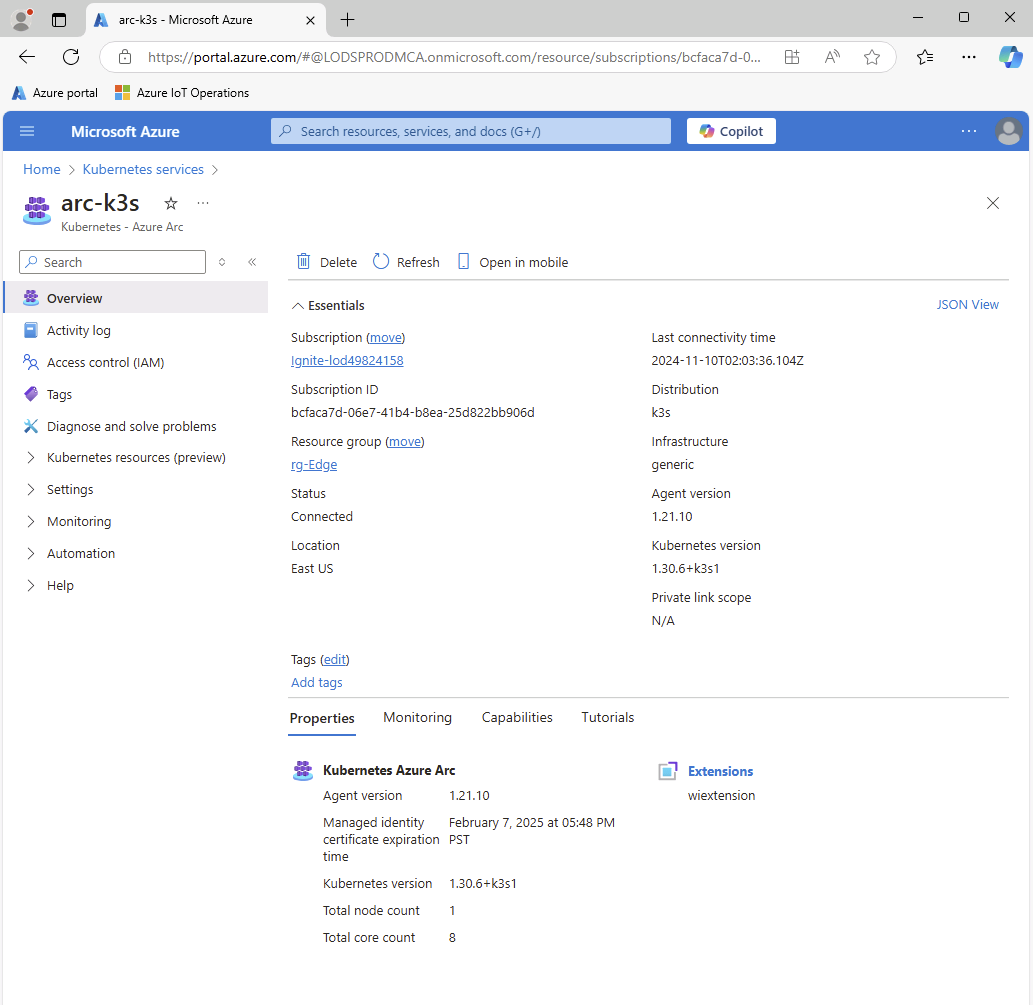 arc-k3s - Microsoft Azure
https://portal.azure.com/#@LODSPRODMCA.onmicrosoft.com/resource/subscriptions/bcfaca7d-0...
Azure portal Azure IoT Operations
Microsoft Azure Search resources, services, and docs (G+/) Copilot
Home > Kubernetes services >
arc-k3s
Kubernetes - Azure Arc
Search
Overview
Activity log
Access control (IAM)
Tags
Diagnose and solve problems
Kubernetes resources (preview)
Settings
Monitoring
Automation
Help
Delete Refresh Open in mobile
Essentials JSON View
Subscription (move)
Ignite-lod49824158
Subscription ID
bcfaca7d-06e7-41b4-b8ea-25d822bb906d
Resource group (move)
rg-Edge
Status
Connected
Location
East US
Last connectivity time
2024-11-10T02:03:36.104Z
Distribution
k3s
Infrastructure
generic
Agent version
1.21.10
Kubernetes version
1.30.6+k3s1
Private link scope
N/A
Tags (edit)
Add tags
Properties Monitoring Capabilities Tutorials
Kubernetes Azure Arc
Agent version 1.21.10
Managed identity February 7, 2025 at 05:48 PM
certificate expiration PST
time
Kubernetes version 1.30.6+k3s1
Total node count 1
Total core count 8
Extensions
wiextension